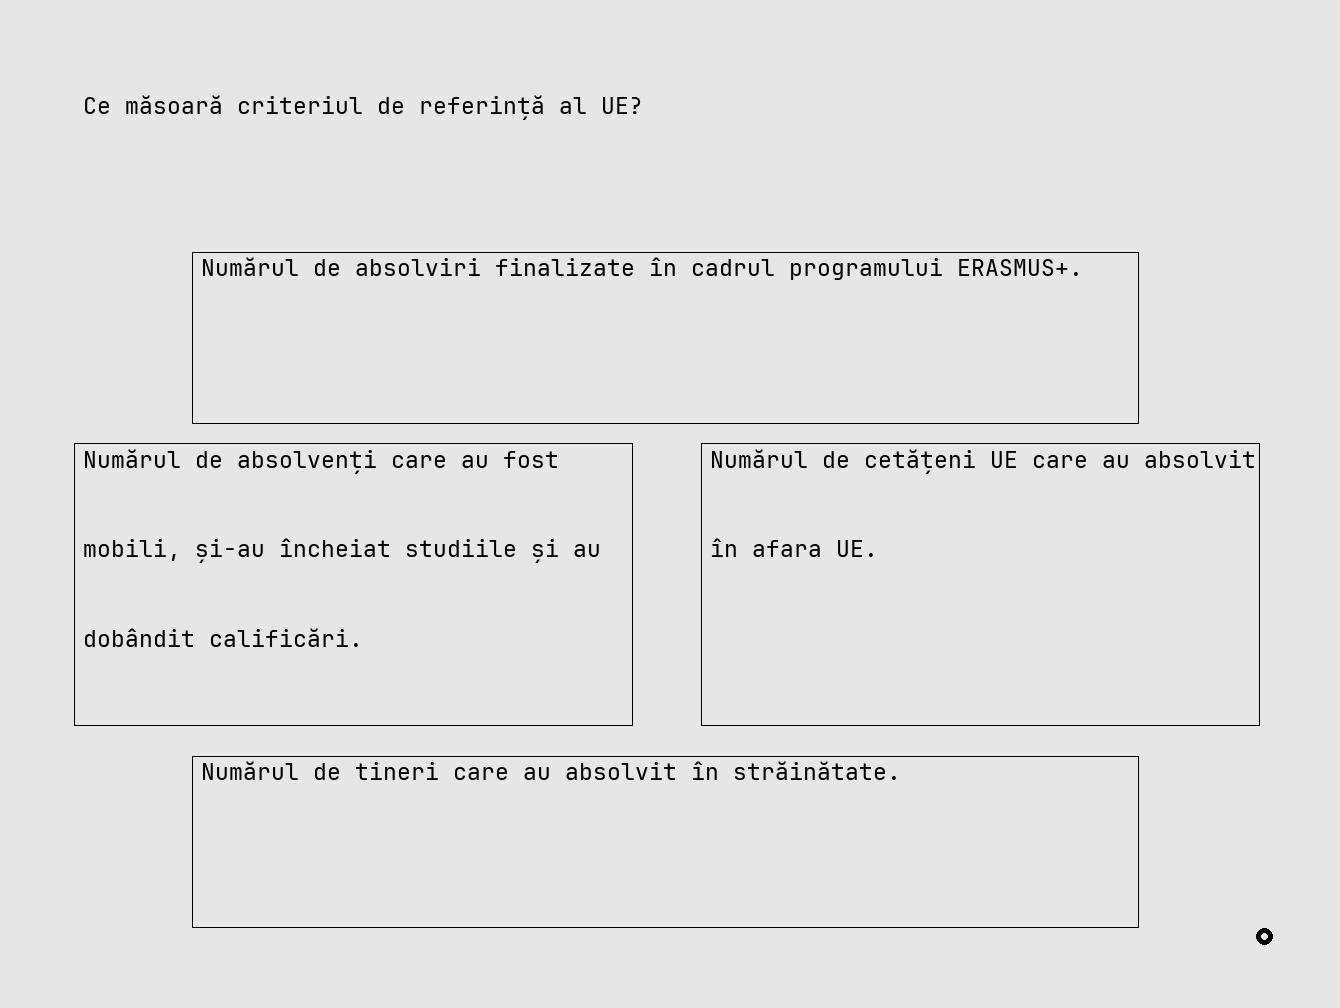 Ce măsoară criteriul de referință al UE?
Numărul de absolviri finalizate în cadrul programului ERASMUS+.
Numărul de absolvenți care au fost
mobili, și-au încheiat studiile și au
dobândit calificări.
Numărul de cetățeni UE care au absolvit
în afara UE.
Numărul de tineri care au absolvit în străinătate.